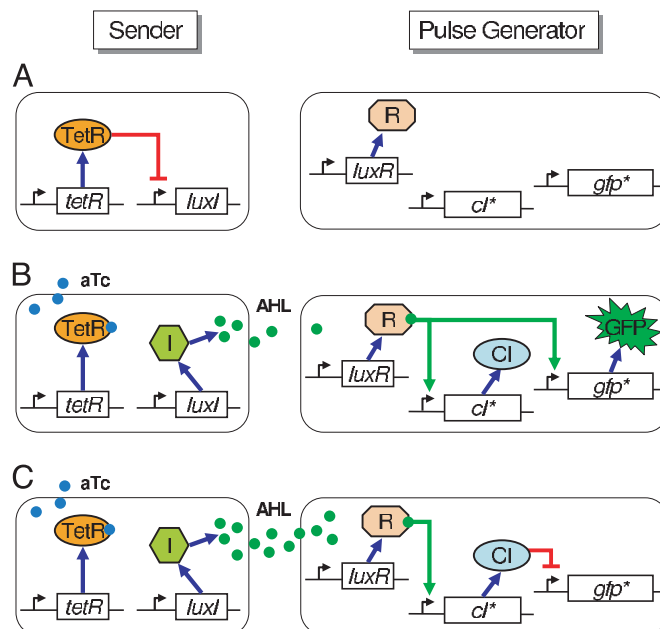 Sender
Pulse Generator
A
TetR
tetR
luxI
R
luxR
cI*
gfp*
B
aTc
TetR
tetR
I
luxI
AHL
R
luxR
CI
cI*
GFP
gfp*
C
aTc
TetR
tetR
I
luxI
AHL
R
luxR
CI
cI*
gfp*